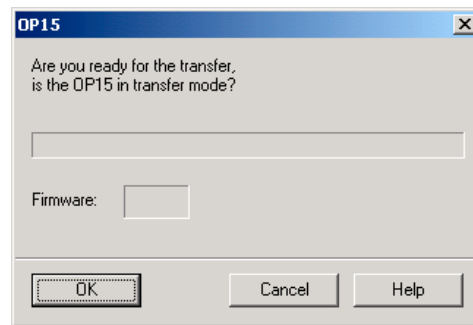 OP15
Are you ready for the transfer,
is the OP15 in transfer mode?
Firmware:
OK Cancel Help